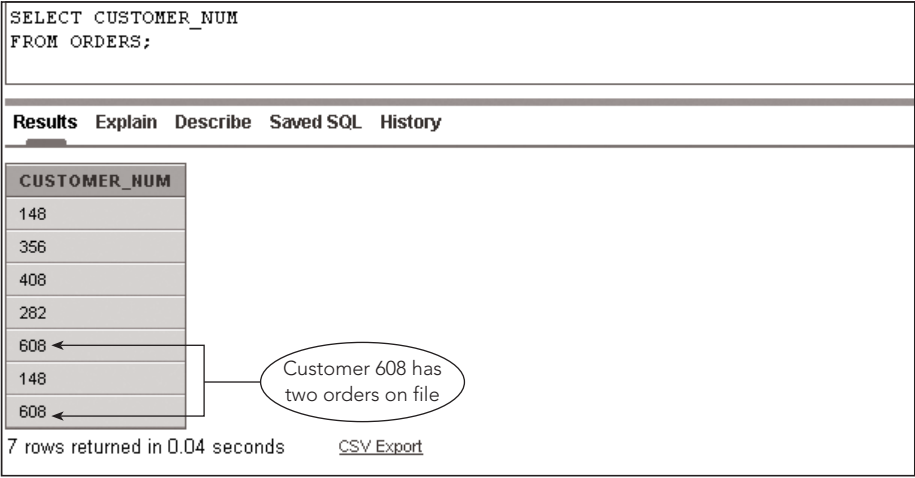 SELECT CUSTOMER_NUM
FROM ORDERS;
Results Explain Describe Saved SQL History
CUSTOMER_NUM
148
356
408
282
608
148
608
Customer 608 has
two orders on file
7 rows returned in 0.04 seconds CSV Export